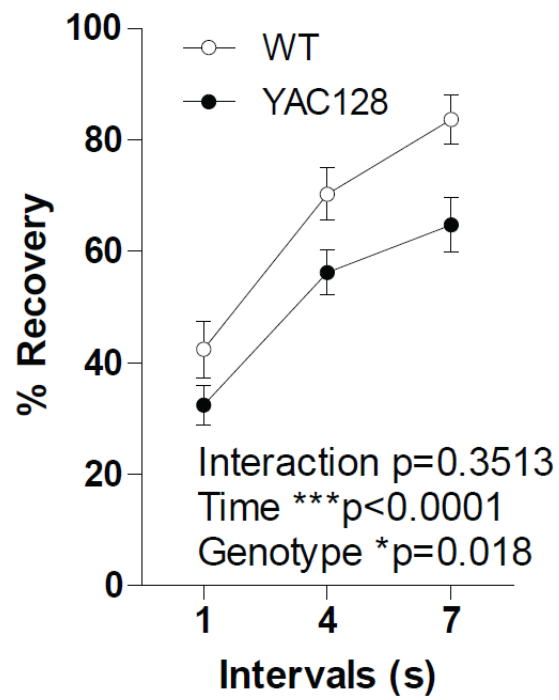 100
80
60
40
20
0
% Recovery
WT
YAC128
Interaction p=0.3513
Time ***p<0.0001
Genotype *p=0.018
1 4 7
Intervals (s)